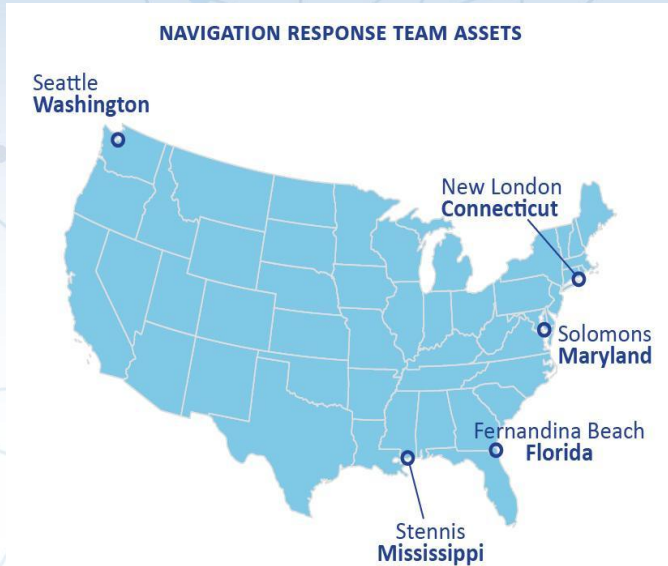 NAVIGATION RESPONSE TEAM ASSETS
Seattle
Washington
New London
Connecticut
Solomons
Maryland
Fernandina Beach
Florida
Stennis
Mississippi